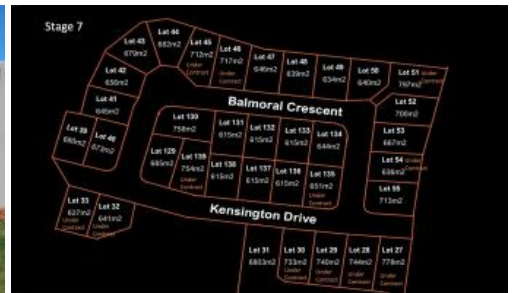 Stage 7
Lot 44
682m2
Lot 43
679m2
Lot 45
712m2
Under
Contract
Lot 46
717m2
Under
Contract
Lot 47
646m2
Lot 48
639m2
Lot 49
634m2
Lot 50
640m2
Lot 51
797m2
Under
Contract
Lot 42
656m2
Lot 41
645m2
Lot 39
680m2
Lot 40
673m2
Balmoral Crescent
Lot 52
700m2
Lot 53
667m2
Lot 54
636m2
Under
Contract
Lot 55
713m2
Lot 130
758m2
Lot 131
615m2
Lot 132
615m2
Lot 133
615m2
Lot 134
644m2
Lot 129
685m2
Lot 139
754m2
Under
Contract
Lot 138
615m2
Lot 137
615m2
Lot 136
615m2
Lot 135
651m2
Under
Contract
Lot 33
637m2
Under
Contract
Lot 32
641m2
Under
Contract
Kensington Drive
Lot 31
6803m2
Lot 30
733m2
Under
Contract
Lot 29
740m2
Under
Contract
Lot 28
744m2
Under
Contract
Lot 27
778m2
Under
Contract